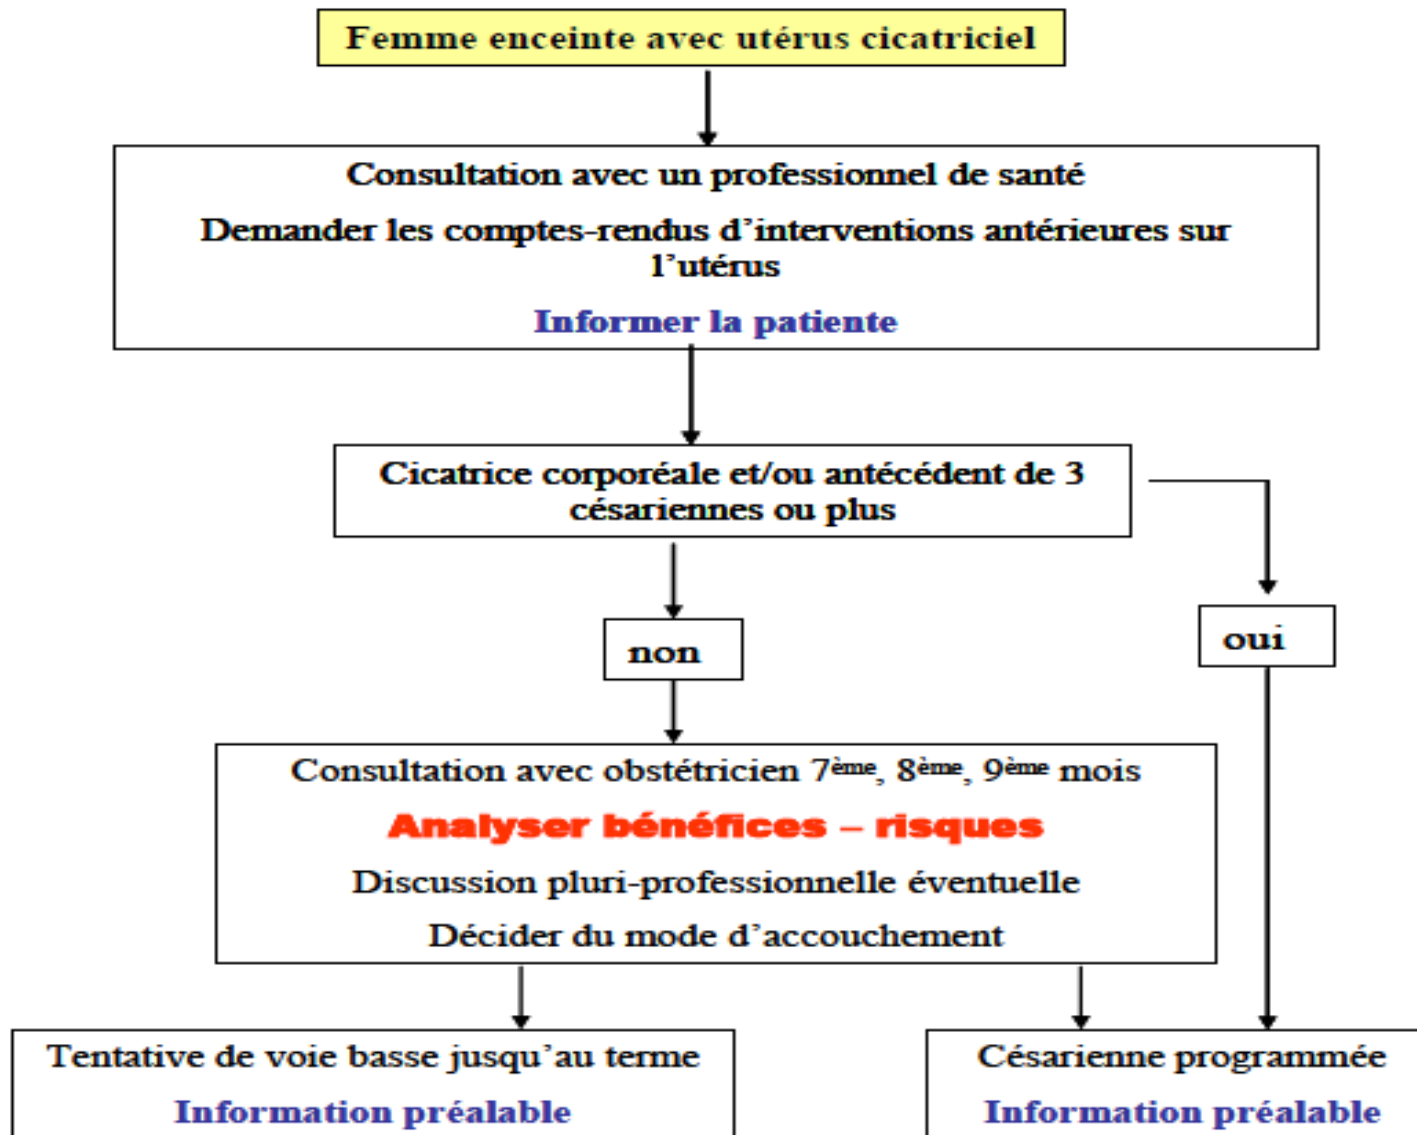 Femme enceinte avec utérus cicatriciel
Consultation avec un professionnel de santé
Demander les comptes-rendus d’interventions antérieures sur
l’utérus
Informer la patiente
Cicatrice corporéale et/ou antécédent de 3
césariennes ou plus
non
oui
Consultation avec obstétricien 7ème, 8ème, 9ème mois
Analyser bénéfices – risques
Discussion pluri-professionnelle éventuelle
Décider du mode d’accouchement
Tentative de voie basse jusqu’au terme
Information préalable
Césarienne programmée
Information préalable